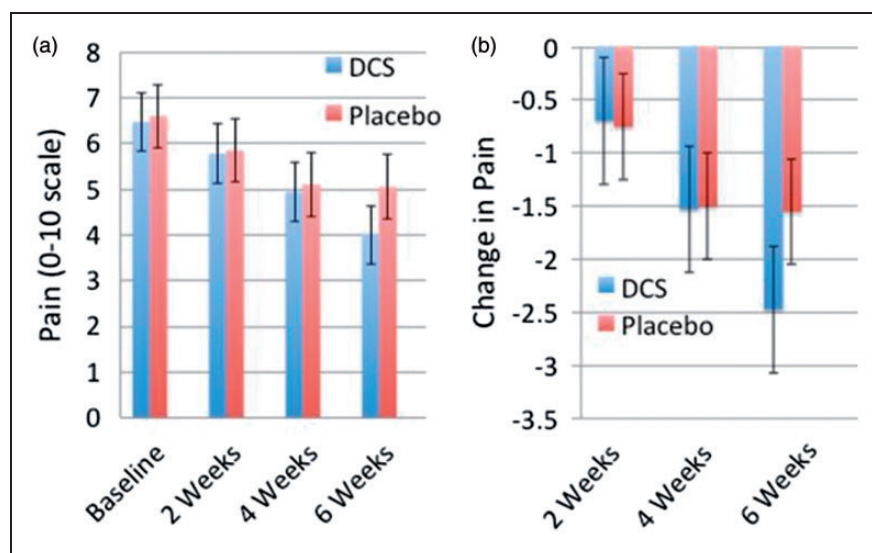 (a)
8
7
6
5
4
3
2
1
0
Pain (0-10 scale)
DCS
Placebo
Baseline
2 Weeks
4 Weeks
6 Weeks
(b)
0
-0.5
-1
-1.5
-2
-2.5
-3
-3.5
Change in Pain
DCS
Placebo
2 Weeks
4 Weeks
6 Weeks